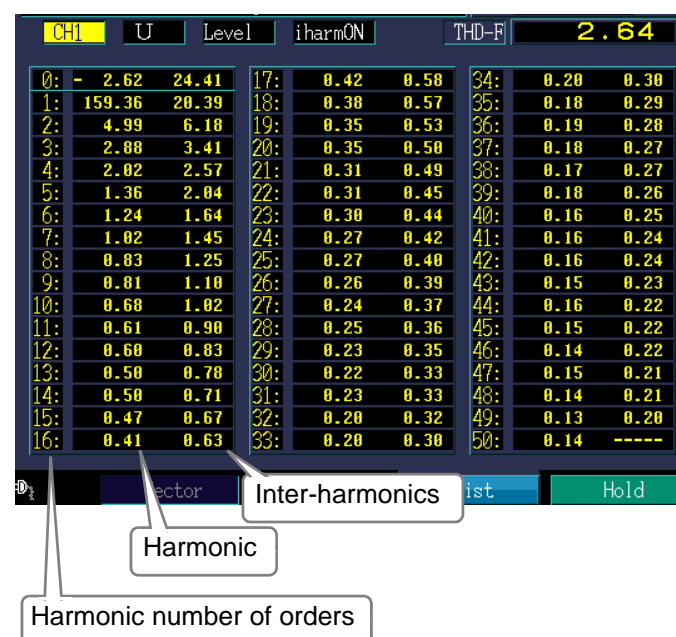 CH1 U Level iharmON THD-F 2.64
0: - 2.62 24.41 17: 0.42 0.58 34: 0.20 0.30
1: 159.36 20.39 18: 0.38 0.57 35: 0.18 0.29
2: 4.99 6.18 19: 0.35 0.53 36: 0.19 0.28
3: 2.88 3.41 20: 0.35 0.50 37: 0.18 0.27
4: 2.02 2.57 21: 0.31 0.49 38: 0.17 0.27
5: 1.36 2.04 22: 0.31 0.45 39: 0.18 0.26
6: 1.24 1.64 23: 0.30 0.44 40: 0.16 0.25
7: 1.02 1.45 24: 0.27 0.42 41: 0.16 0.24
8: 0.83 1.25 25: 0.27 0.40 42: 0.16 0.24
9: 0.81 1.10 26: 0.26 0.39 43: 0.15 0.23
10: 0.68 1.02 27: 0.24 0.37 44: 0.16 0.22
11: 0.61 0.90 28: 0.25 0.36 45: 0.15 0.22
12: 0.60 0.83 29: 0.23 0.35 46: 0.14 0.22
13: 0.50 0.78 30: 0.22 0.33 47: 0.15 0.21
14: 0.50 0.71 31: 0.23 0.33 48: 0.14 0.21
15: 0.47 0.67 32: 0.20 0.32 49: 0.13 0.20
16: 0.41 0.63 33: 0.20 0.30 50: 0.14 -----
ector ist Hold
Inter-harmonics
Harmonic
Harmonic number of orders